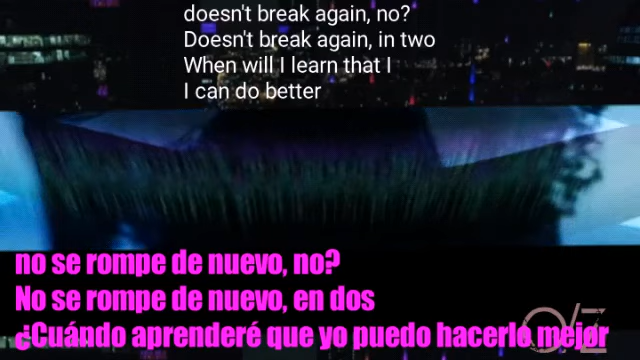 doesn't break again, no?
Doesn't break again, in two
When will I learn that I
I can do better
no se rompe de nuevo, no?
No se rompe de nuevo, en dos
¿Cuándo aprenderé que yo puedo hacerlo mejor